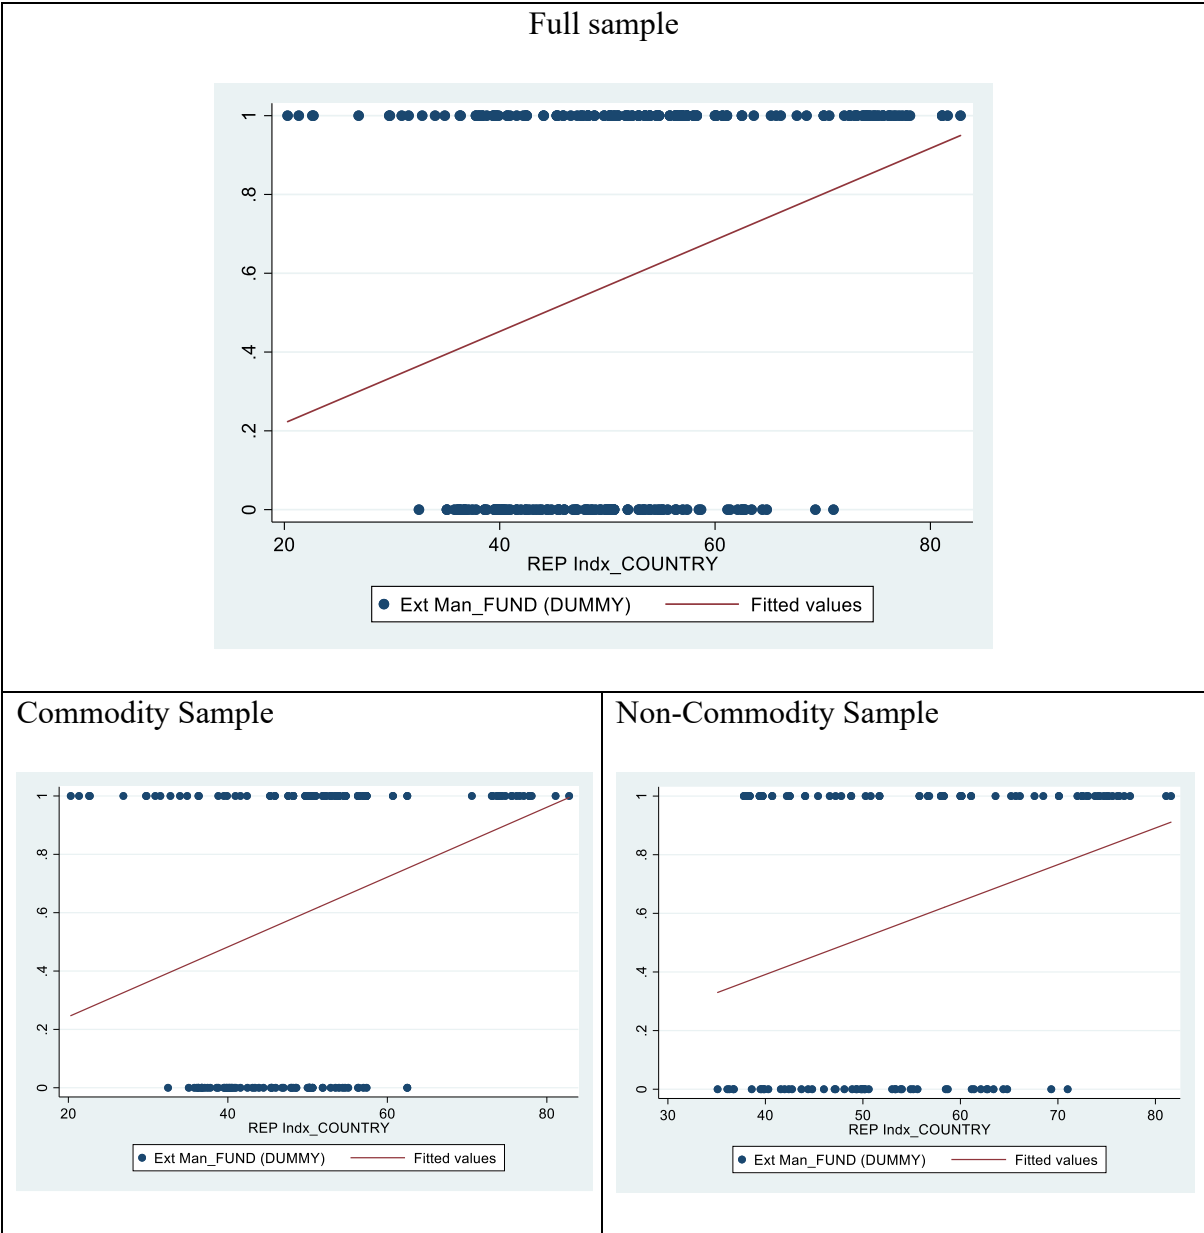 Full sample
1
.8
.6
.4
.2
0
20 40 60 80
REP Indx_COUNTRY
Ext Man_FUND (DUMMY) Fitted values
Commodity Sample
1
.8
.6
.4
.2
0
20 40 60 80
REP Indx_COUNTRY
Ext Man_FUND (DUMMY) Fitted values
Non-Commodity Sample
1
.8
.6
.4
.2
0
30 40 50 60 70 80
REP Indx_COUNTRY
Ext Man_FUND (DUMMY) Fitted values